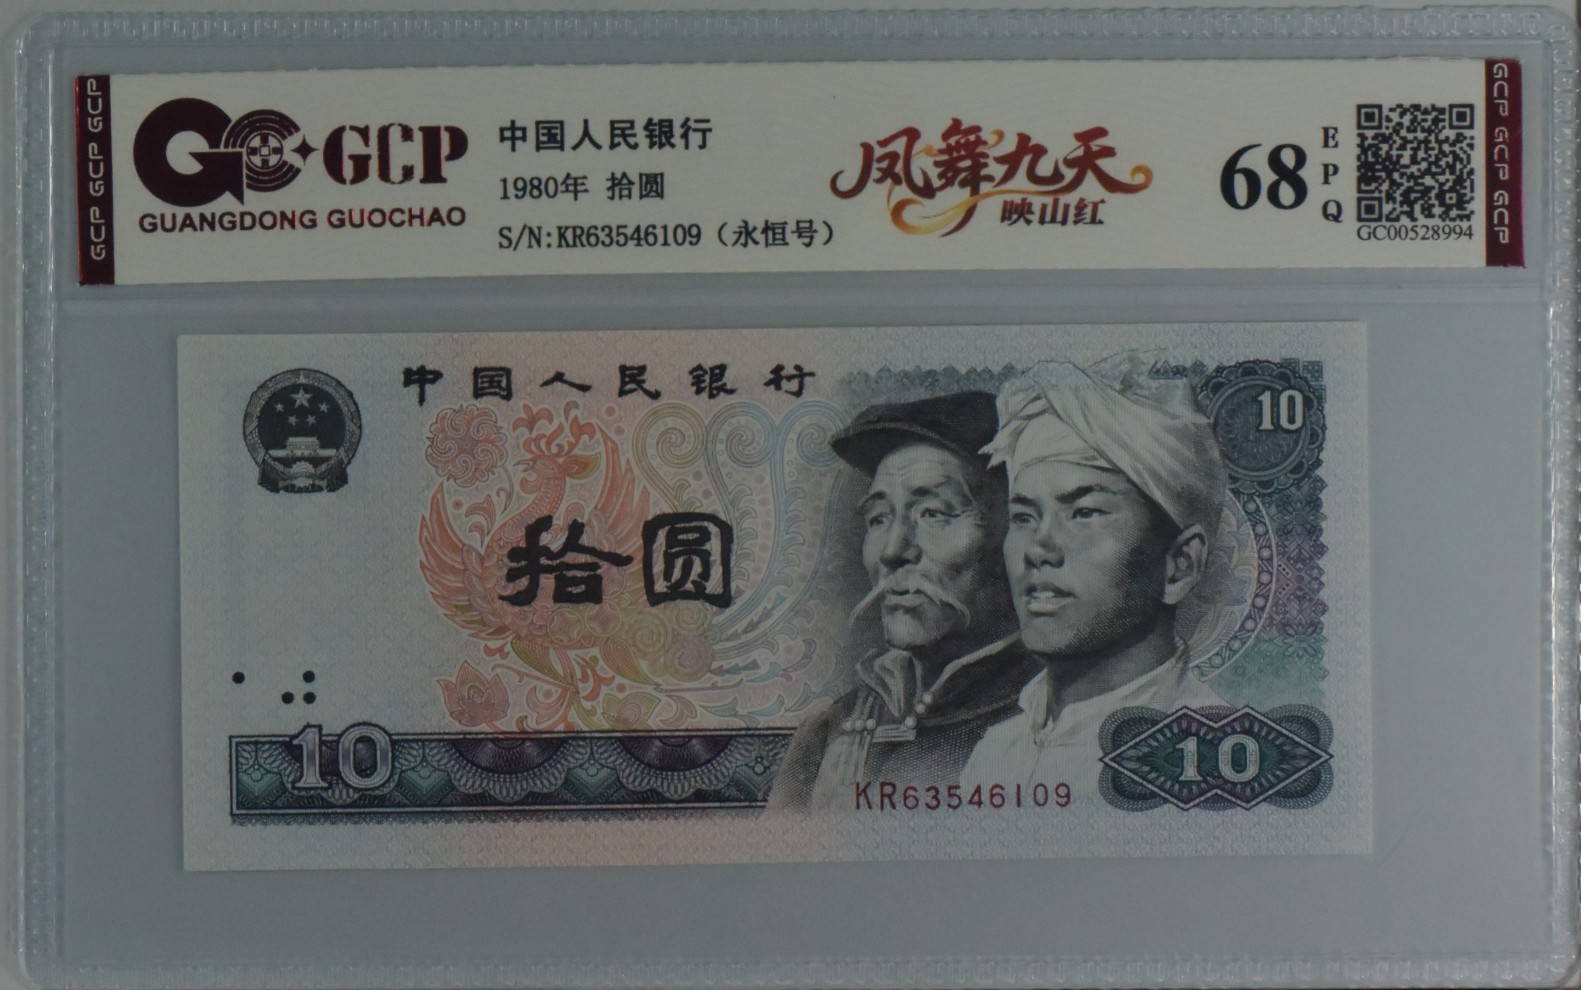 GCP GCP GCP
GCP
GUANGDONG GUOCHAO
中国人民银行
1980年 拾圆
S/N:KR63546109（永恒号）
凤舞九天
映山红
68
EPQ
GC00528994
GCP GCP GCP
中国人民银行
10
拾圆
10
KR63546109
10